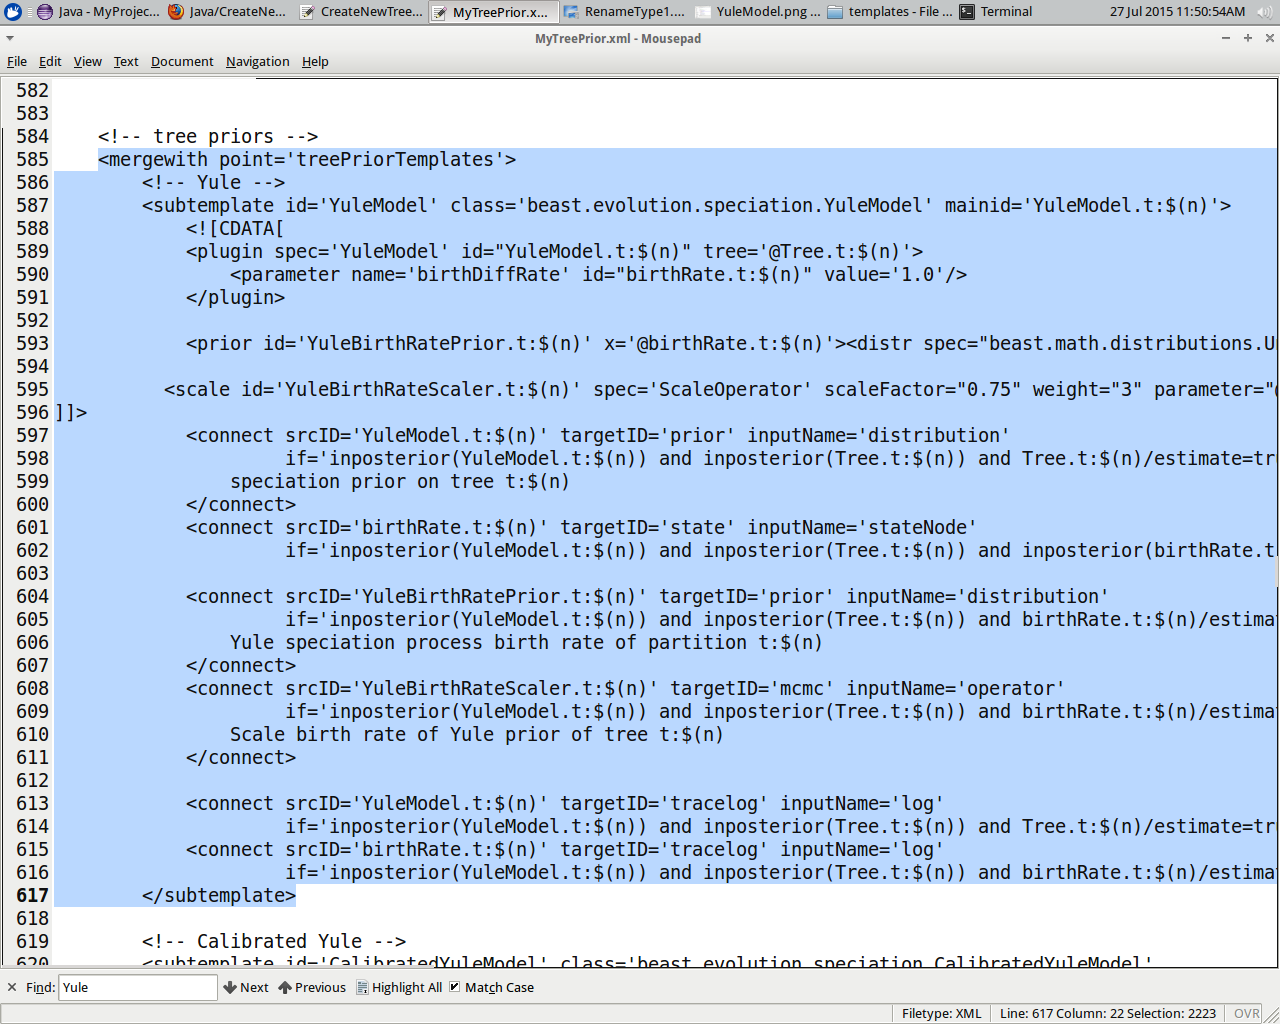 Java - MyProjec... Java/CreateNe... CreateNewTree... MyTreePrior.x... RenameType1.... YuleModel.png ... templates - File ... Terminal 27 Jul 2015 11:50:54AM
MyTreePrior.xml - Mousepad
File Edit View Text Document Navigation Help
582
583
584 <!-- tree priors -->
585 <mergewith point='treePriorTemplates'>
586 <!-- Yule -->
587 <subtemplate id='YuleModel' class='beast.evolution.speciation.YuleModel' mainid='YuleModel.t:$(n)'>
588 <![CDATA[
589 <plugin spec='YuleModel' id="YuleModel.t:$(n)" tree='@Tree.t:$(n)'>
590 <parameter name='birthDiffRate' id="birthRate.t:$(n)" value='1.0'/>
591 </plugin>
592
593 <prior id='YuleBirthRatePrior.t:$(n)' x='@birthRate.t:$(n)'><distr spec="beast.math.distributions.U
594
595 <scale id='YuleBirthRateScaler.t:$(n)' spec='ScaleOperator' scaleFactor="0.75" weight="3" parameter="
596 ]]>
597 <connect srcID='YuleModel.t:$(n)' targetID='prior' inputName='distribution'
598 if='inposterior(YuleModel.t:$(n)) and inposterior(Tree.t:$(n)) and Tree.t:$(n)/estimate=tru
599 speciation prior on tree t:$(n)
600 </connect>
601 <connect srcID='birthRate.t:$(n)' targetID='state' inputName='stateNode'
602 if='inposterior(YuleModel.t:$(n)) and inposterior(Tree.t:$(n)) and inposterior(birthRate.t
603
604 <connect srcID='YuleBirthRatePrior.t:$(n)' targetID='prior' inputName='distribution'
605 if='inposterior(YuleModel.t:$(n)) and inposterior(Tree.t:$(n)) and birthRate.t:$(n)/estima
606 Yule speciation process birth rate of partition t:$(n)
607 </connect>
608 <connect srcID='YuleBirthRateScaler.t:$(n)' targetID='mcmc' inputName='operator'
609 if='inposterior(YuleModel.t:$(n)) and inposterior(Tree.t:$(n)) and birthRate.t:$(n)/estima
610 Scale birth rate of Yule prior of tree t:$(n)
611 </connect>
612
613 <connect srcID='YuleModel.t:$(n)' targetID='tracelog' inputName='log'
614 if='inposterior(YuleModel.t:$(n)) and inposterior(Tree.t:$(n)) and Tree.t:$(n)/estimate=tru
615 <connect srcID='birthRate.t:$(n)' targetID='tracelog' inputName='log'
616 if='inposterior(YuleModel.t:$(n)) and inposterior(Tree.t:$(n)) and birthRate.t:$(n)/estima
617 </subtemplate>
618
619 <!-- Calibrated Yule -->
620 <subtemplate id='CalibratedYuleModel' class='beast.evolution.speciation.CalibratedYuleModel'
Find: Yule Next Previous Highlight All Match Case
Filetype: XML Line: 617 Column: 22 Selection: 2223 OVR